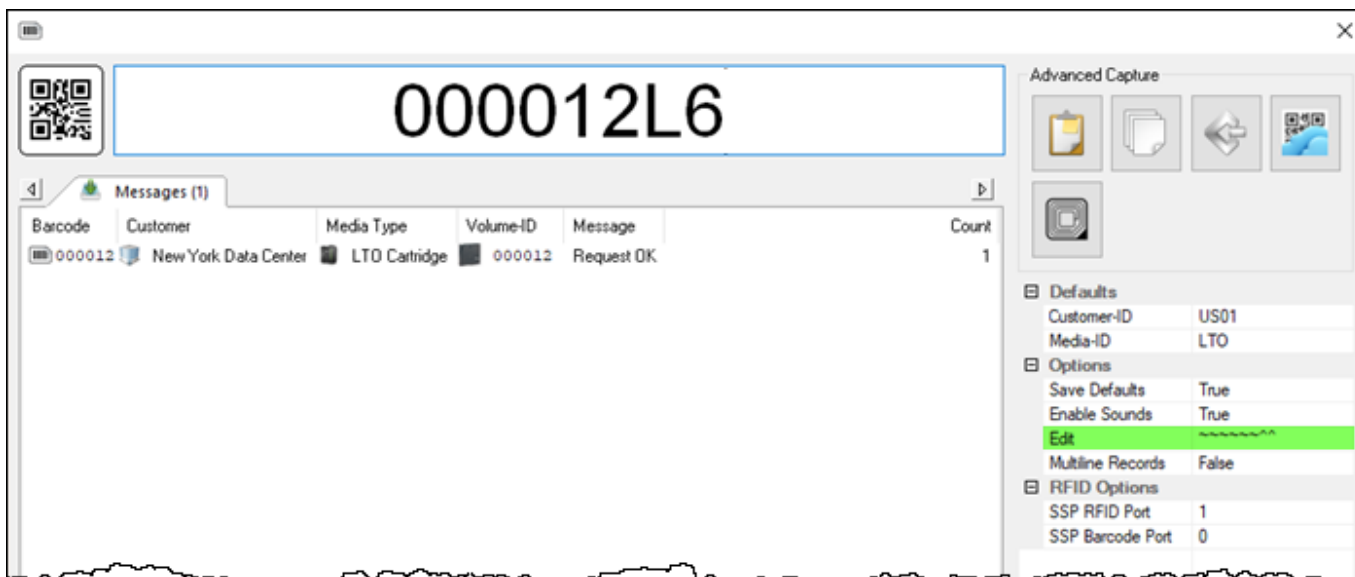 000012L6
Messages (1)
Barcode Customer Media Type Volume-ID Message Count
000012 New York Data Center LTO Cartridge 000012 Request OK 1
Advanced Capture
Defaults
Customer-ID US01
Media-ID LTO
Options
Save Defaults True
Enable Sounds True
Edit ~~~~~~^^
Multiline Records False
RFID Options
SSP RFID Port 1
SSP Barcode Port 0